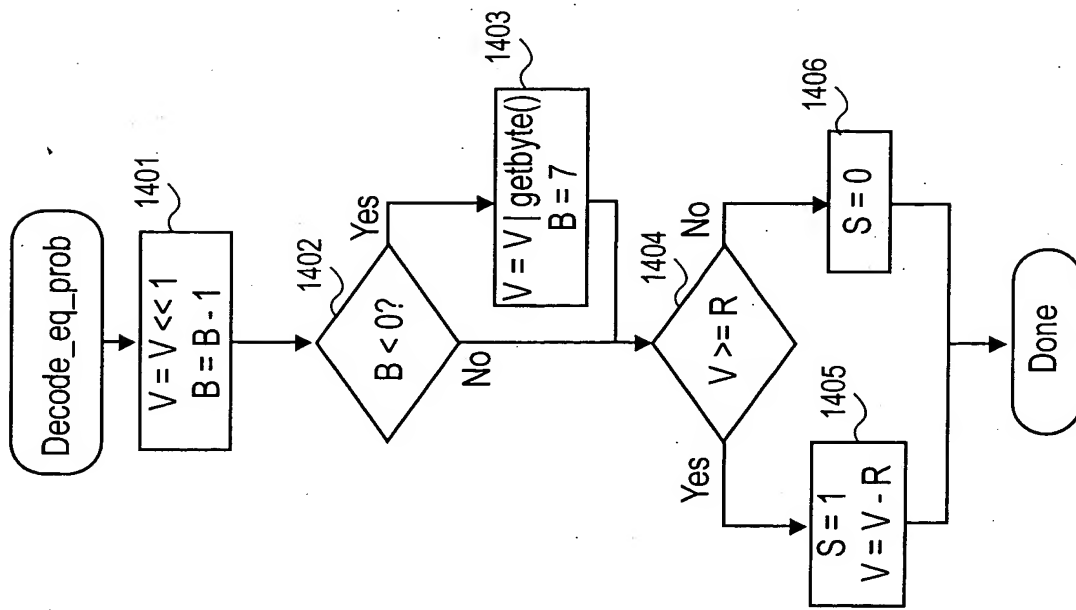 Decode_eq_prob
1401
V = V << 1
B = B - 1
1402
B < 0?
Yes
No
1403
V = V | getbyte()
B = 7
1404
V >= R
Yes
No
1405
S = 1
V = V - R
1406
S = 0
Done